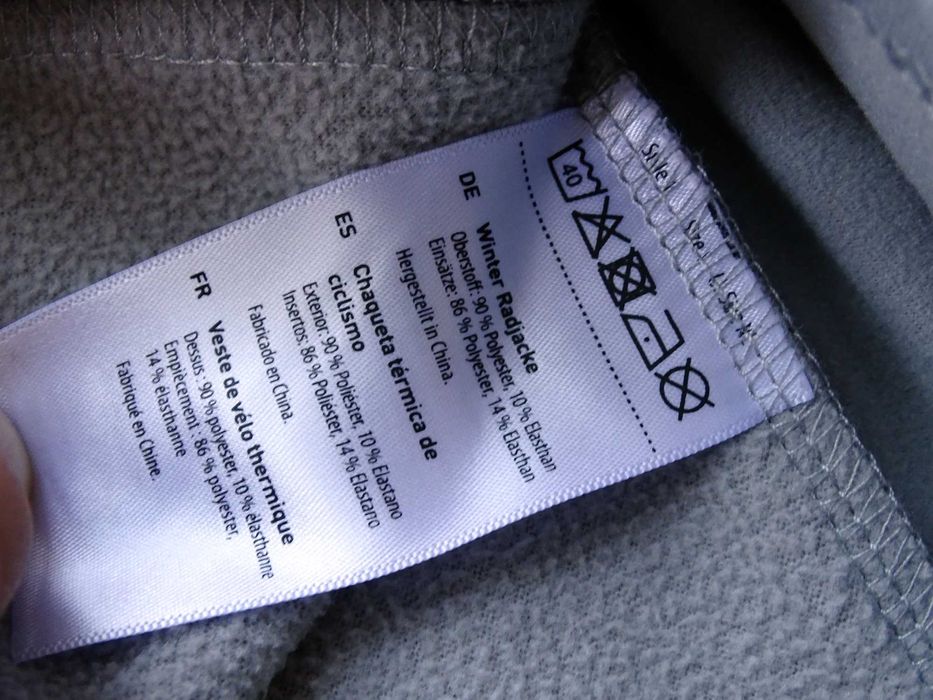 40
DE
Winter Radjacke
Oberstoff: 90 % Polyester, 10 % Elasthan
Einsätze: 86 % Polyester, 14 % Elasthan
Hergestellt in China.
ES
Chaqueta térmica de
ciclismo
Exterior: 90 % Poliéster, 10 % Elastano
Insertos: 86 % Poliéster, 14 % Elastano
Fabricado en China.
FR
Veste de vélo thermique
Dessus : 90 % polyester, 10 % élasthanne
Empiècement : 86 % polyester,
14 % élasthanne
Fabriqué en Chine.